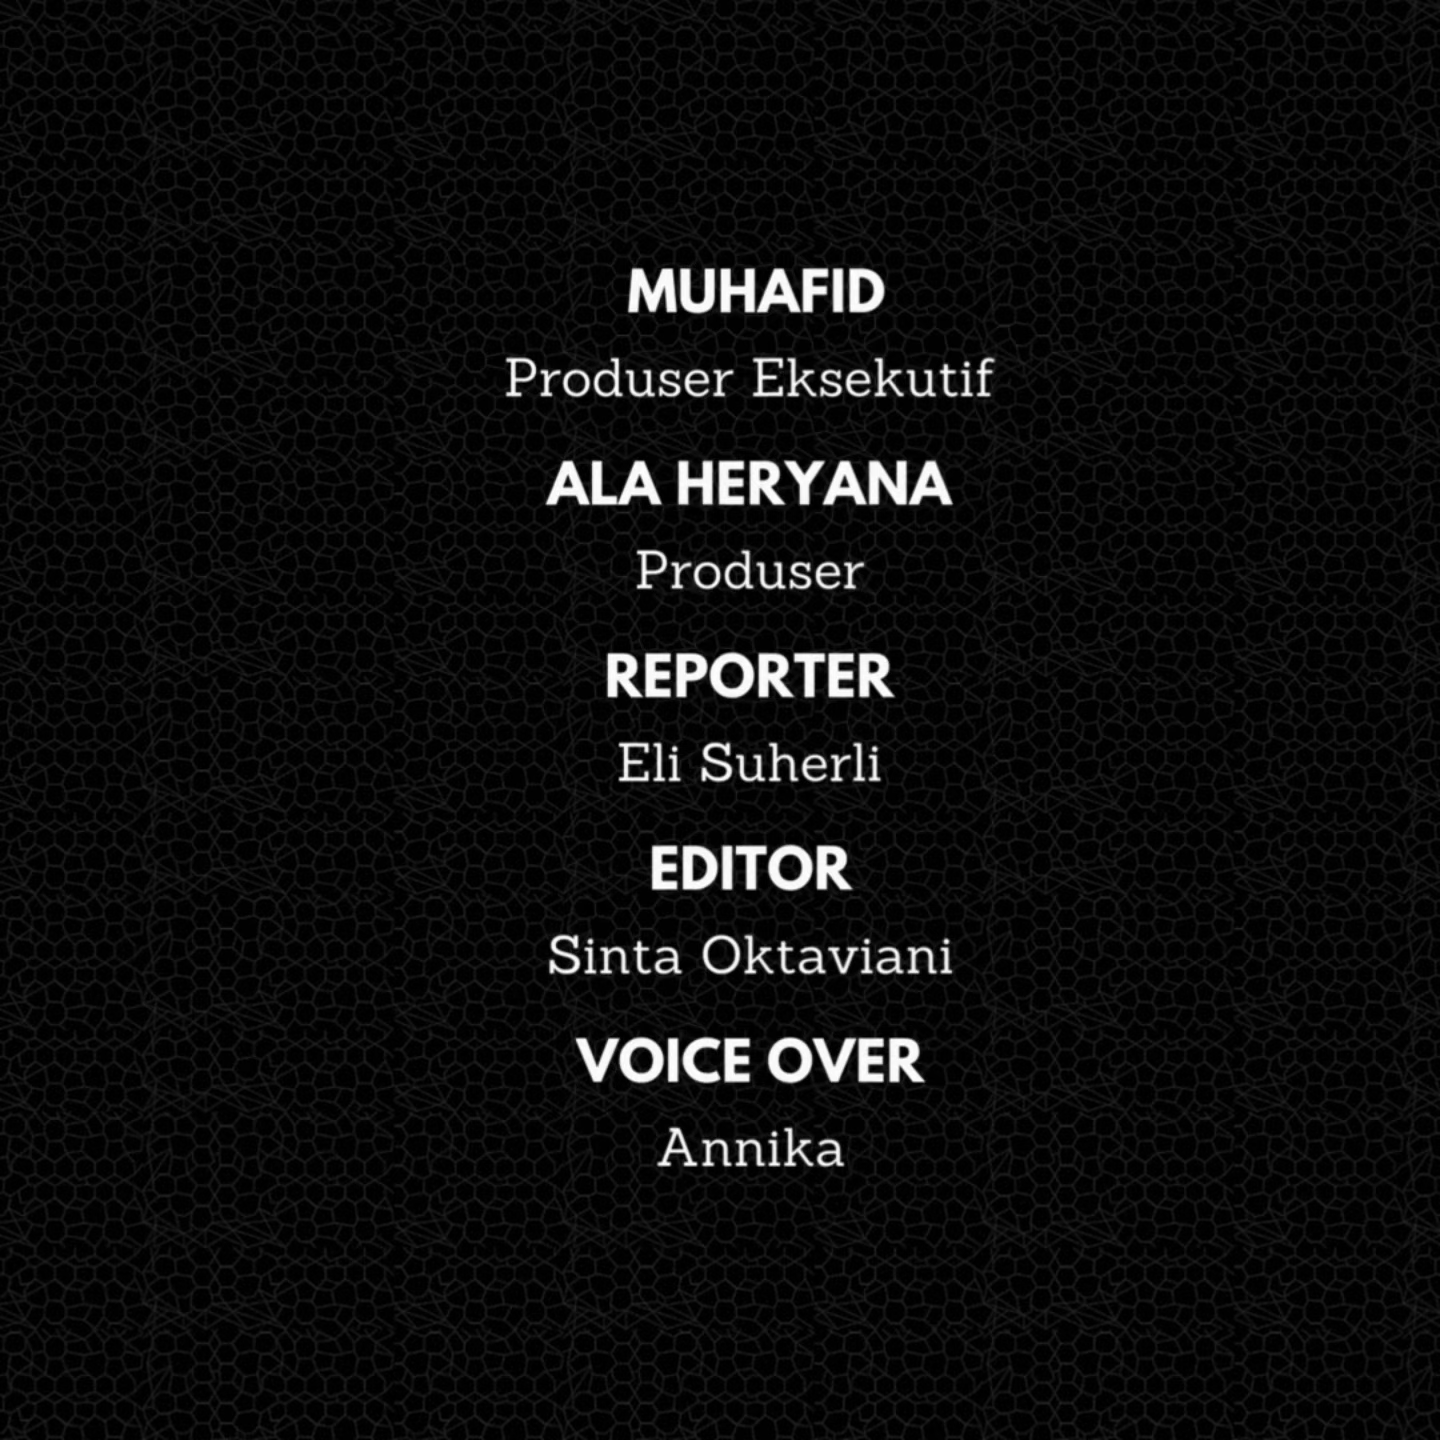 MUHAFID
Produser Eksekutif
ALA HERYANA
Produser
REPORTER
Eli Suherli
EDITOR
Sinta Oktaviani
VOICE OVER
Annika